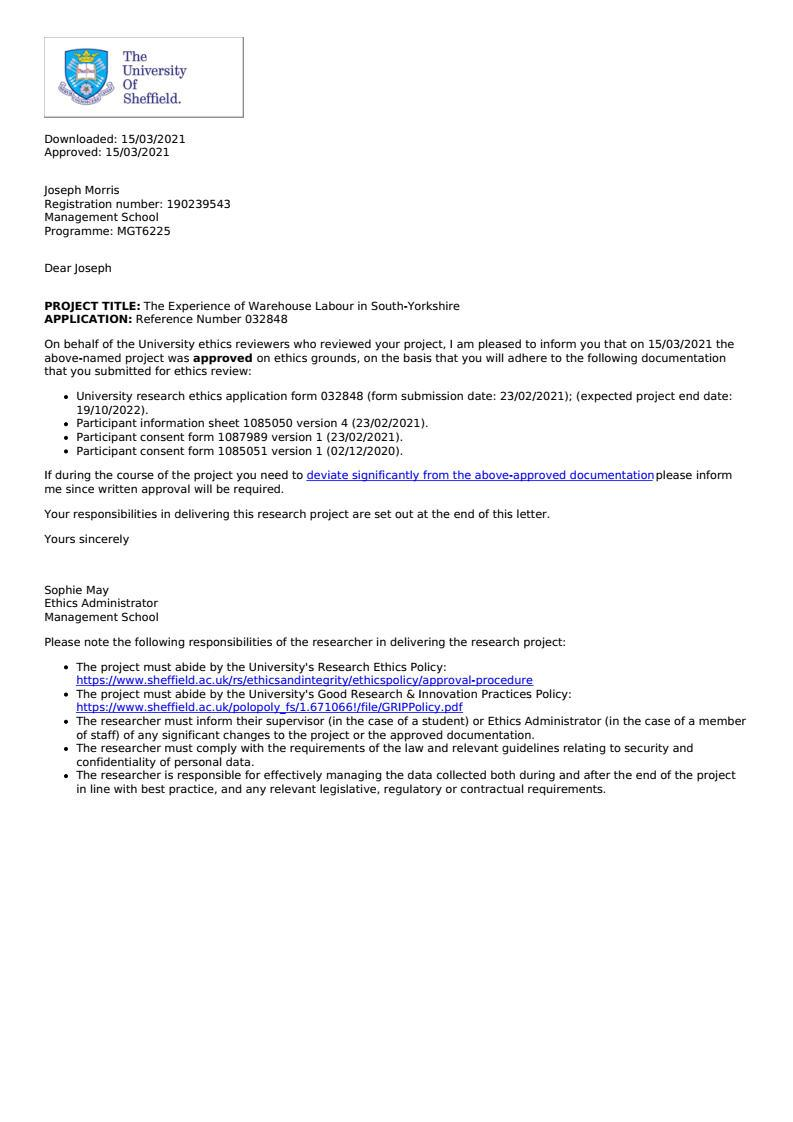 The
University
Of
Sheffield.
Downloaded: 15/03/2021
Approved: 15/03/2021
Joseph Morris
Registration number: 190239543
Management School
Programme: MGT6225
Dear Joseph
PROJECT TITLE: The Experience of Warehouse Labour in South-Yorkshire
APPLICATION: Reference Number 032848
On behalf of the University ethics reviewers who reviewed your project, I am pleased to inform you that on 15/03/2021 the
above-named project was approved on ethics grounds, on the basis that you will adhere to the following documentation
that you submitted for ethics review:
• University research ethics application form 032848 (form submission date: 23/02/2021); (expected project end date:
19/10/2022).
• Participant information sheet 1085050 version 4 (23/02/2021).
• Participant consent form 1087989 version 1 (23/02/2021).
• Participant consent form 1085051 version 1 (02/12/2020).
If during the course of the project you need to deviate significantly from the above-approved documentation please inform
me since written approval will be required.
Your responsibilities in delivering this research project are set out at the end of this letter.
Yours sincerely
Sophie May
Ethics Administrator
Management School
Please note the following responsibilities of the researcher in delivering the research project:
• The project must abide by the University's Research Ethics Policy:
https://www.sheffield.ac.uk/rs/ethicsandintegrity/ethicspolicy/approval-procedure
• The project must abide by the University's Good Research & Innovation Practices Policy:
https://www.sheffield.ac.uk/polopoly_fs/1.671066!/file/GRIPPolicy.pdf
• The researcher must inform their supervisor (in the case of a student) or Ethics Administrator (in the case of a member
of staff) of any significant changes to the project or the approved documentation.
• The researcher must comply with the requirements of the law and relevant guidelines relating to security and
confidentiality of personal data.
• The researcher is responsible for effectively managing the data collected both during and after the end of the project
in line with best practice, and any relevant legislative, regulatory or contractual requirements.